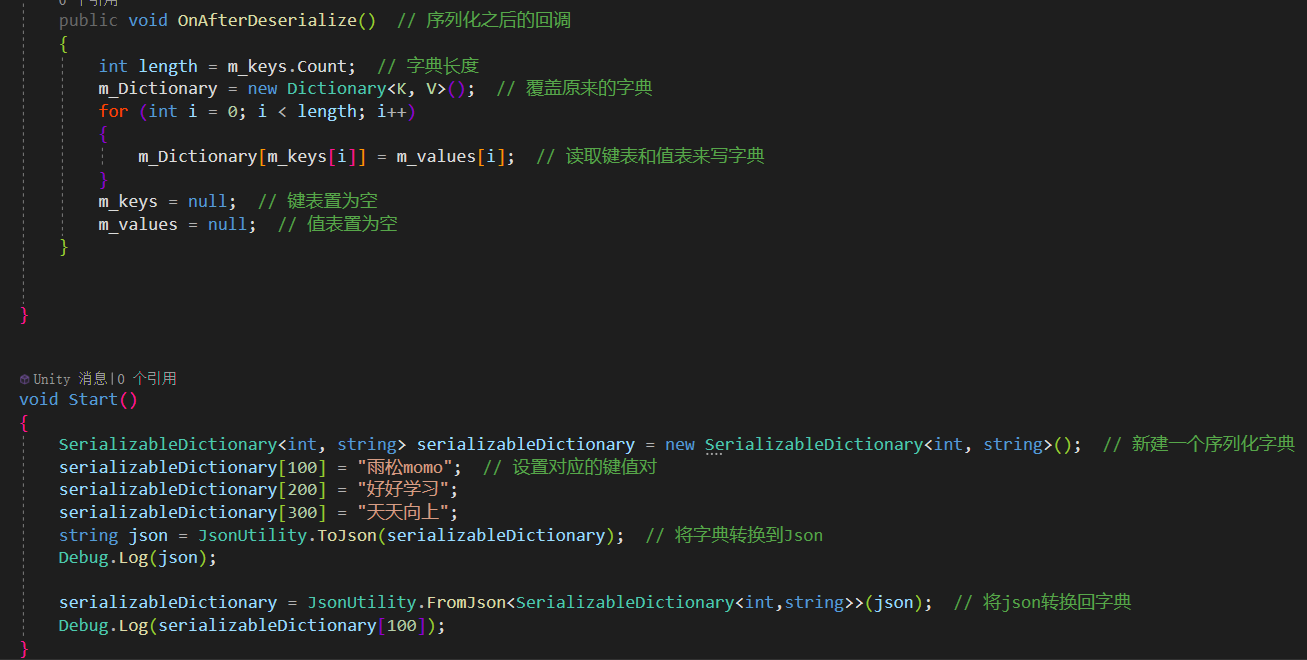 0 个引用
public void OnAfterDeserialize()  // 序列化之后的回调
{
int length = m_keys.Count;  // 字典长度
m_Dictionary = new Dictionary<K, V>();  // 覆盖原来的字典
for (int i = 0; i < length; i++)
{
m_Dictionary[m_keys[i]] = m_values[i];  // 读取键表和值表来写字典
}
m_keys = null;  // 键表置为空
m_values = null;  // 值表置为空
}
}
Unity 消息|0 个引用
void Start()
{
SerializableDictionary<int, string> serializableDictionary = new SerializableDictionary<int, string>();  // 新建一个序列化字典
serializableDictionary[100] = "雨松momo";  // 设置对应的键值对
serializableDictionary[200] = "好好学习";
serializableDictionary[300] = "天天向上";
string json = JsonUtility.ToJson(serializableDictionary);  // 将字典转换到Json
Debug.Log(json);
serializableDictionary = JsonUtility.FromJson<SerializableDictionary<int,string>>(json);  // 将json转换回字典
Debug.Log(serializableDictionary[100]);
}